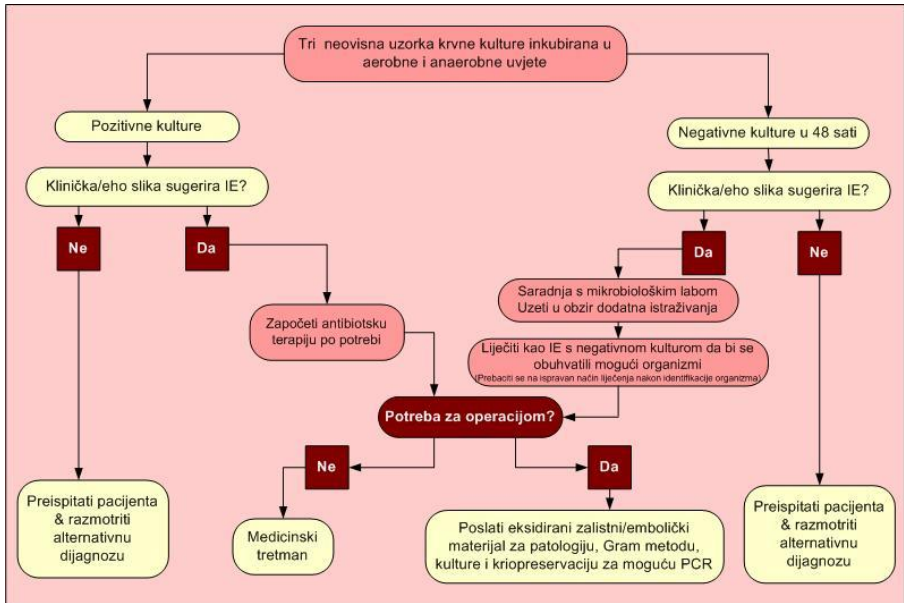 Tri neovisna uzorka krvne kulture inkubirana u
aerobne i anaerobne uvjete
Pozitivne kulture
Negativne kulture u 48 sati
Klinička/eho slika sugerira IE?
Klinička/eho slika sugerira IE?
Ne
Da
Da
Ne
Saradnja s mikrobiološkim labom
Uzeti u obzir dodatna istraživanja
Započeti antibiotsku
terapiju po potrebi
Liječiti kao IE s negativnom kulturom da bi se
obuhvatili mogući organizmi
(Prebaciti se na ispravan način liječenja nakon identifikacije organizma)
Potreba za operacijom?
Ne
Da
Preispitati pacijenta
& razmotriti
alternativnu
dijagnozu
Medicinski
tretman
Poslati eksidirani zalistni/embolički
materijal za patologiju, Gram metodu,
kulture i kriopreservaciju za moguću PCR
Preispitati pacijenta
& razmotriti
alternativnu
dijagnozu